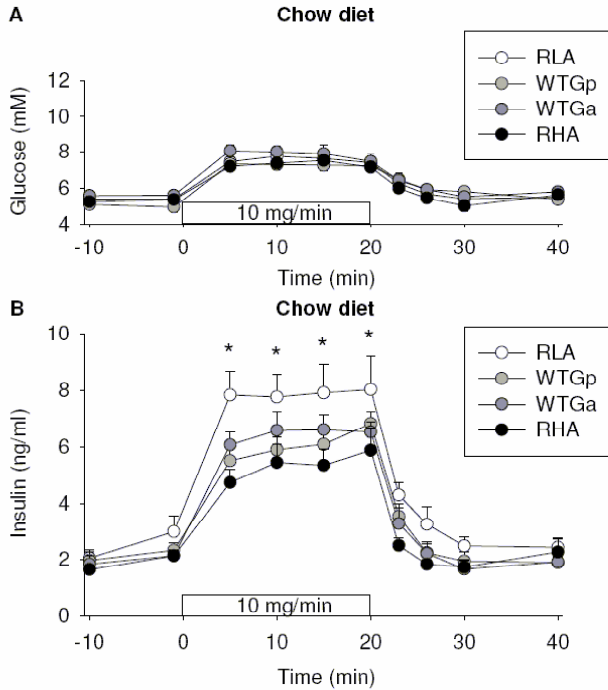 A
Chow diet
RLA
WTGp
WTGa
RHA
Glucose (mM)
12
10
8
6
4
10 mg/min
-10 0 10 20 30 40
Time (min)
B
Chow diet
RLA
WTGp
WTGa
RHA
Insulin (ng/ml)
10
8
6
4
2
0
* * * *
10 mg/min
-10 0 10 20 30 40
Time (min)